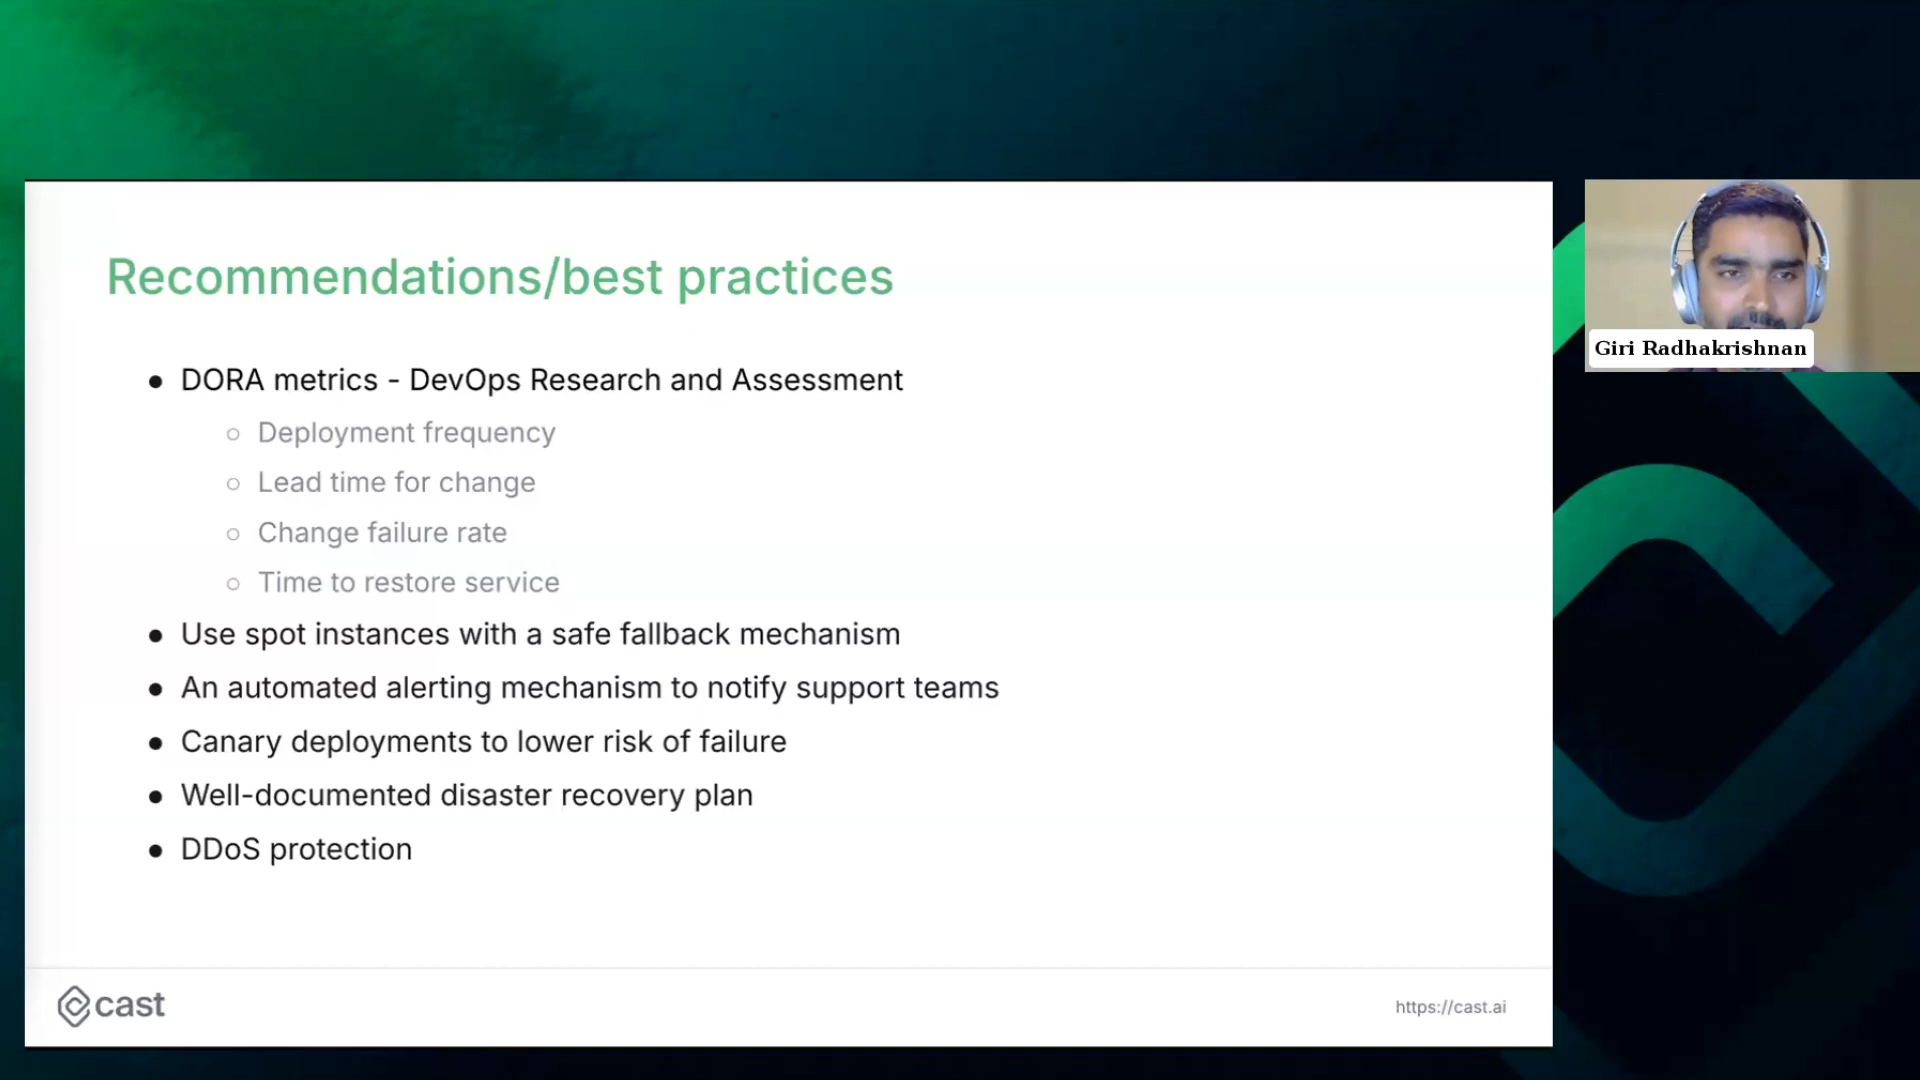 Recommendations/best practices
● DORA metrics - DevOps Research and Assessment
○ Deployment frequency
○ Lead time for change
○ Change failure rate
○ Time to restore service
● Use spot instances with a safe fallback mechanism
● An automated alerting mechanism to notify support teams
● Canary deployments to lower risk of failure
● Well-documented disaster recovery plan
● DDoS protection
cast
https://cast.ai
Giri Radhakrishnan